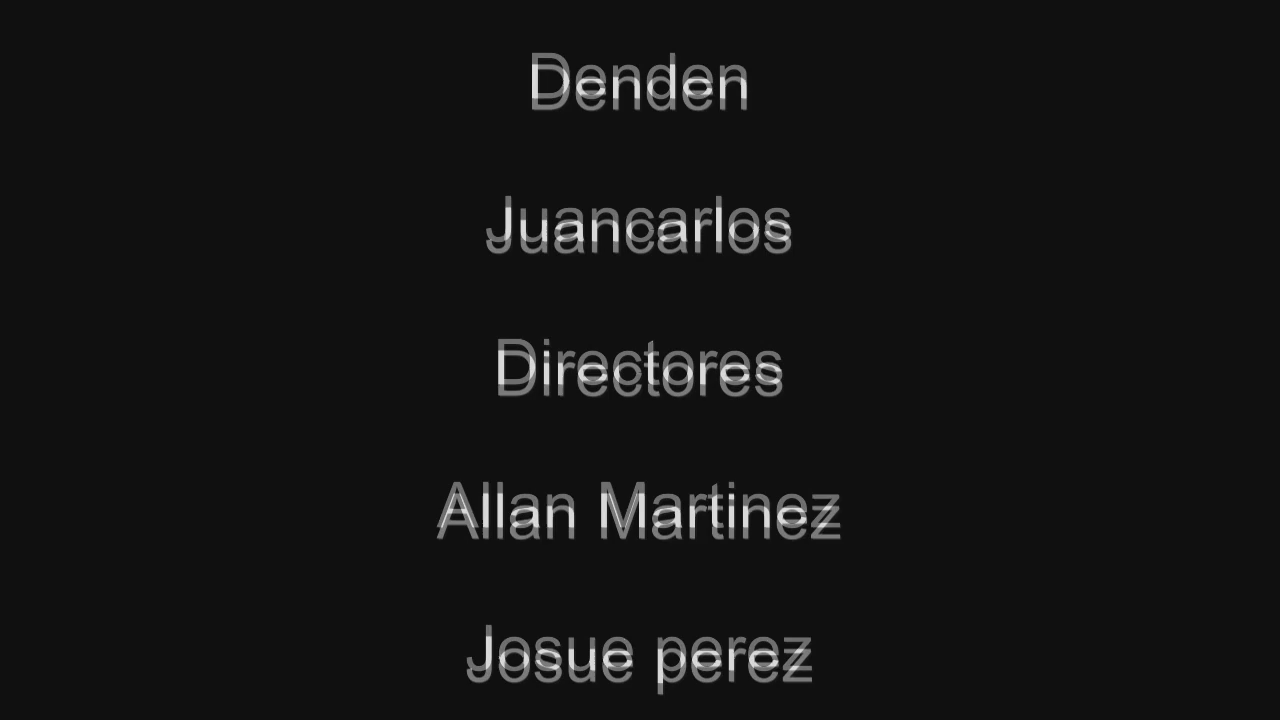 Denden
Juancarlos
Directores
Allan Martinez
Josue perez